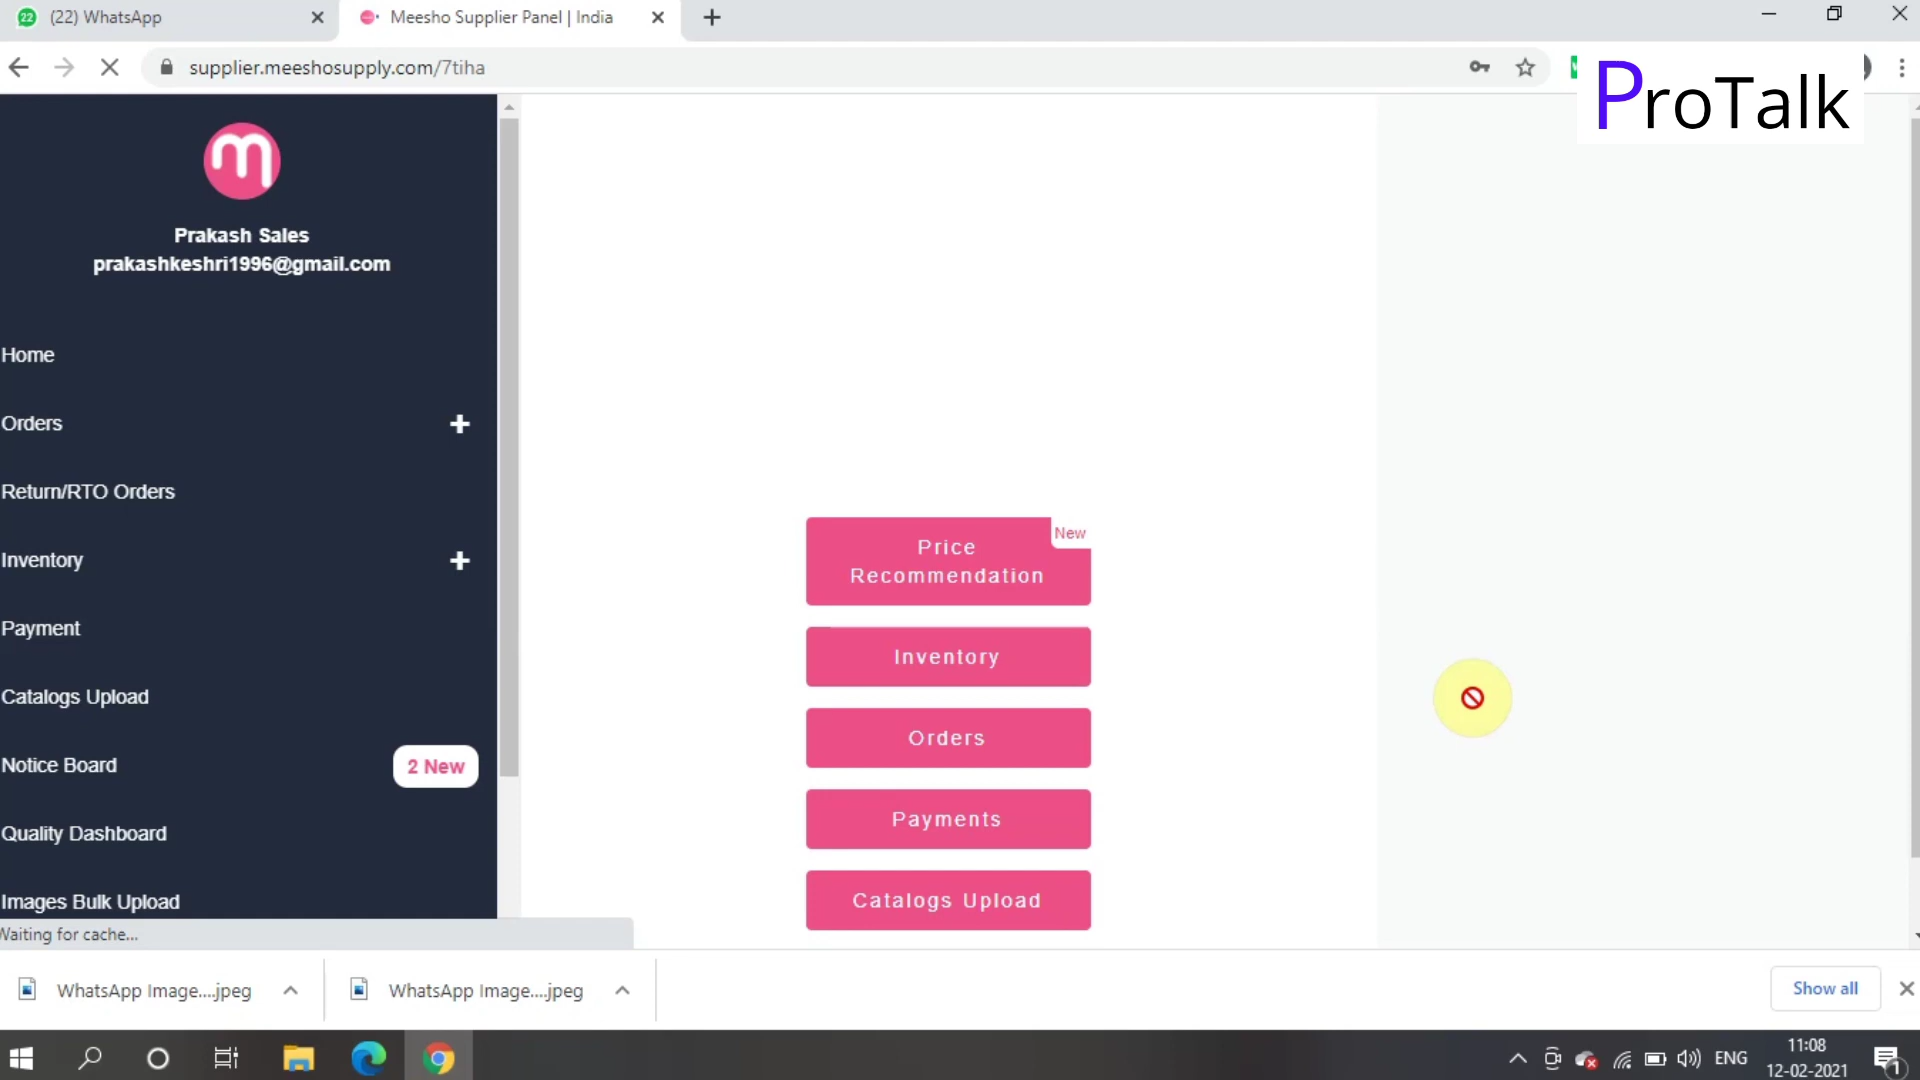 22
(22) WhatsApp
Meesho Supplier Panel | India
supplier.meeshosupply.com/7tiha
ProTalk
Prakash Sales
prakashkeshri1996@gmail.com
Home
Orders
Return/RTO Orders
Inventory
Payment
Catalogs Upload
Notice Board
2 New
Quality Dashboard
Images Bulk Upload
Waiting for cache...
New
Price
Recommendation
Inventory
Orders
Payments
Catalogs Upload
WhatsApp Image....jpeg
WhatsApp Image....jpeg
Show all
ENG
11:08
12-02-2021
1